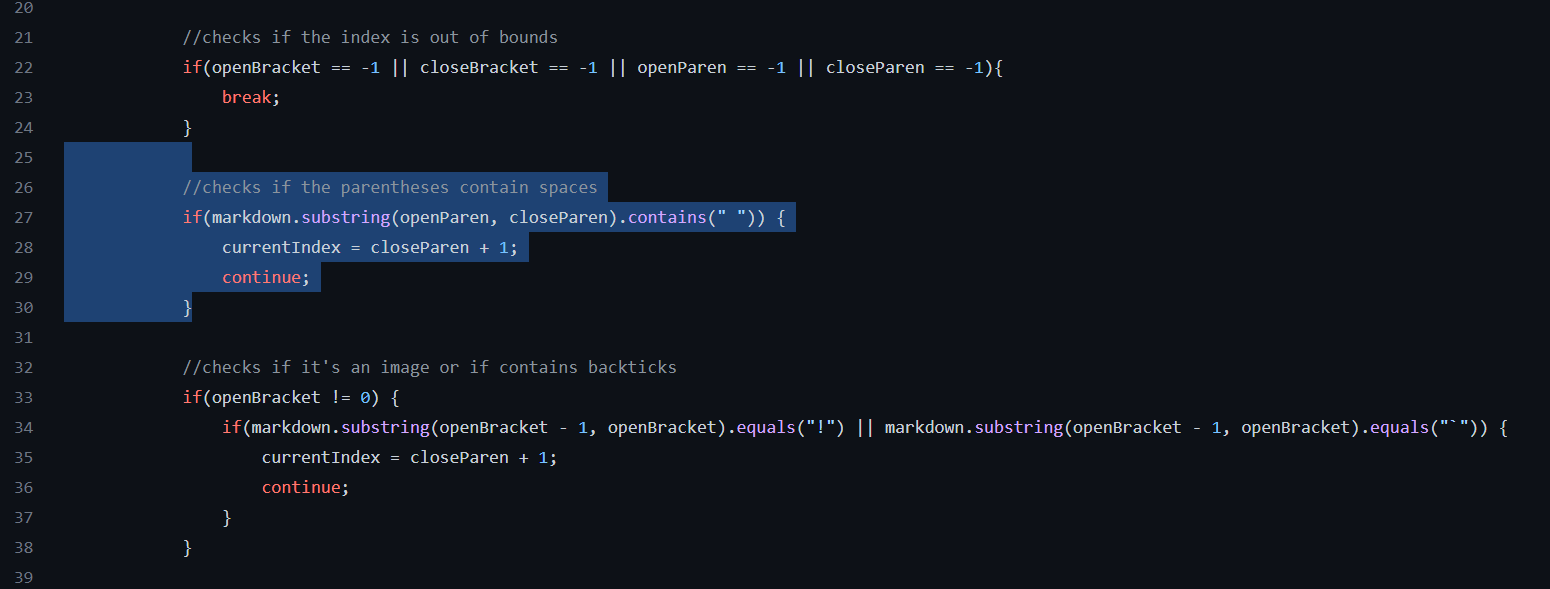 20
21 //checks if the index is out of bounds
22 if(openBracket == -1 || closeBracket == -1 || openParen == -1 || closeParen == -1){
23 break;
24 }
25
26 //checks if the parentheses contain spaces
27 if(markdown.substring(openParen, closeParen).contains(" ")) {
28 currentIndex = closeParen + 1;
29 continue;
30 }
31
32 //checks if it's an image or if contains backticks
33 if(openBracket != 0) {
34 if(markdown.substring(openBracket - 1, openBracket).equals("!") || markdown.substring(openBracket - 1, openBracket).equals("`")) {
35 currentIndex = closeParen + 1;
36 continue;
37 }
38 }
39